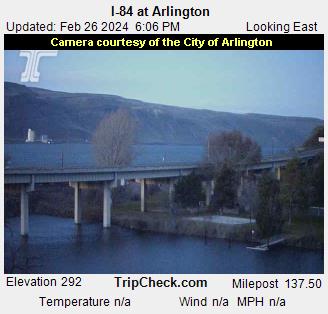 I-84 at Arlington
Updated: Feb 26 2024 6:06 PM Looking East
Camera courtesy of the City of Arlington
Elevation 292 TripCheck.com Milepost 137.50
Temperature n/a Wind n/a MPH n/a